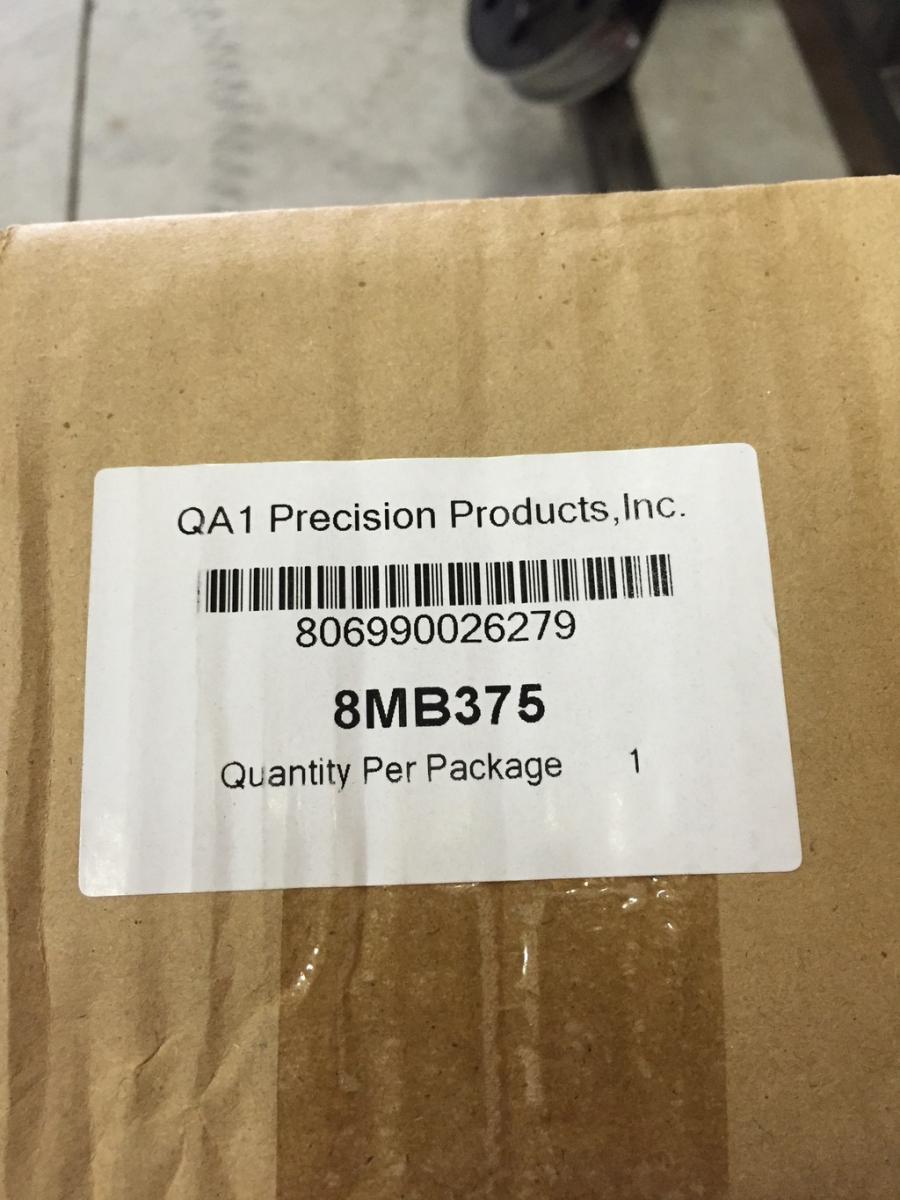 QA1 Precision Products,Inc.
806990026279
8MB375
Quantity Per Package 1